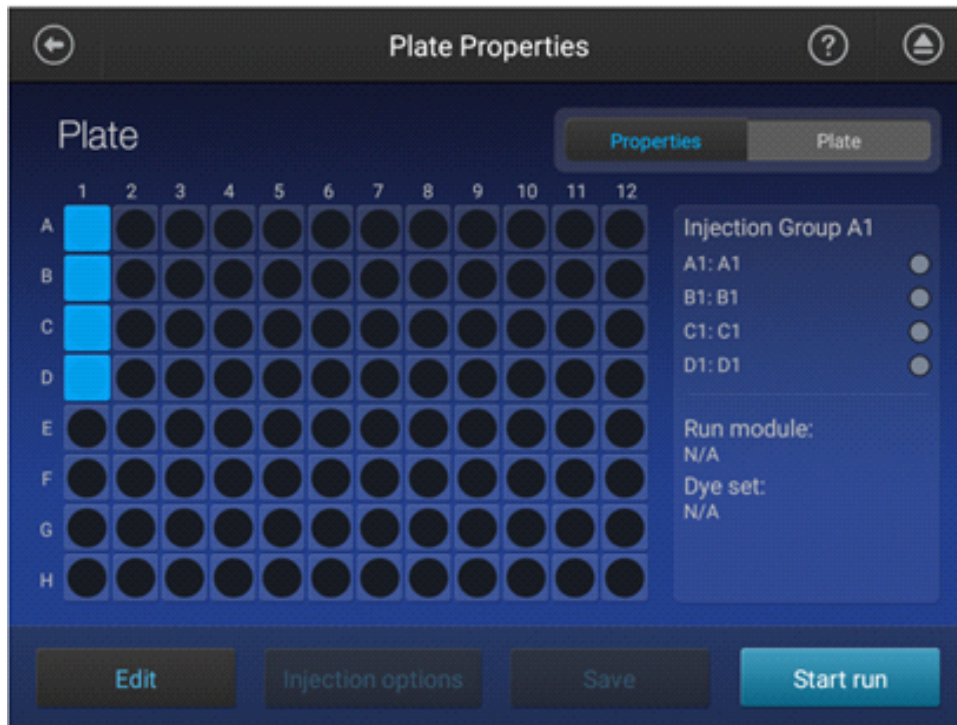 Plate Properties
?
Plate
Properties Plate
1 2 3 4 5 6 7 8 9 10 11 12
A
B
C
D
E
F
G
H
Injection Group A1
A1: A1
B1: B1
C1: C1
D1: D1
Run module:
N/A
Dye set:
N/A
Edit Injection options Save Start run